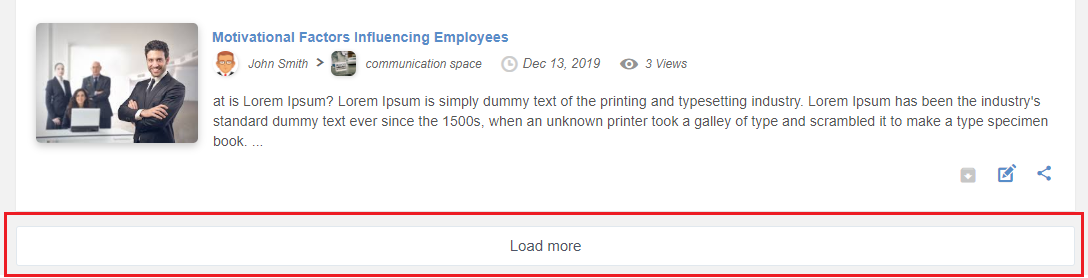 Motivational Factors Influencing Employees
John Smith > communication space Dec 13, 2019 3 Views
at is Lorem Ipsum? Lorem Ipsum is simply dummy text of the printing and typesetting industry. Lorem Ipsum has been the industry's
standard dummy text ever since the 1500s, when an unknown printer took a galley of type and scrambled it to make a type specimen
book. ...
Load more